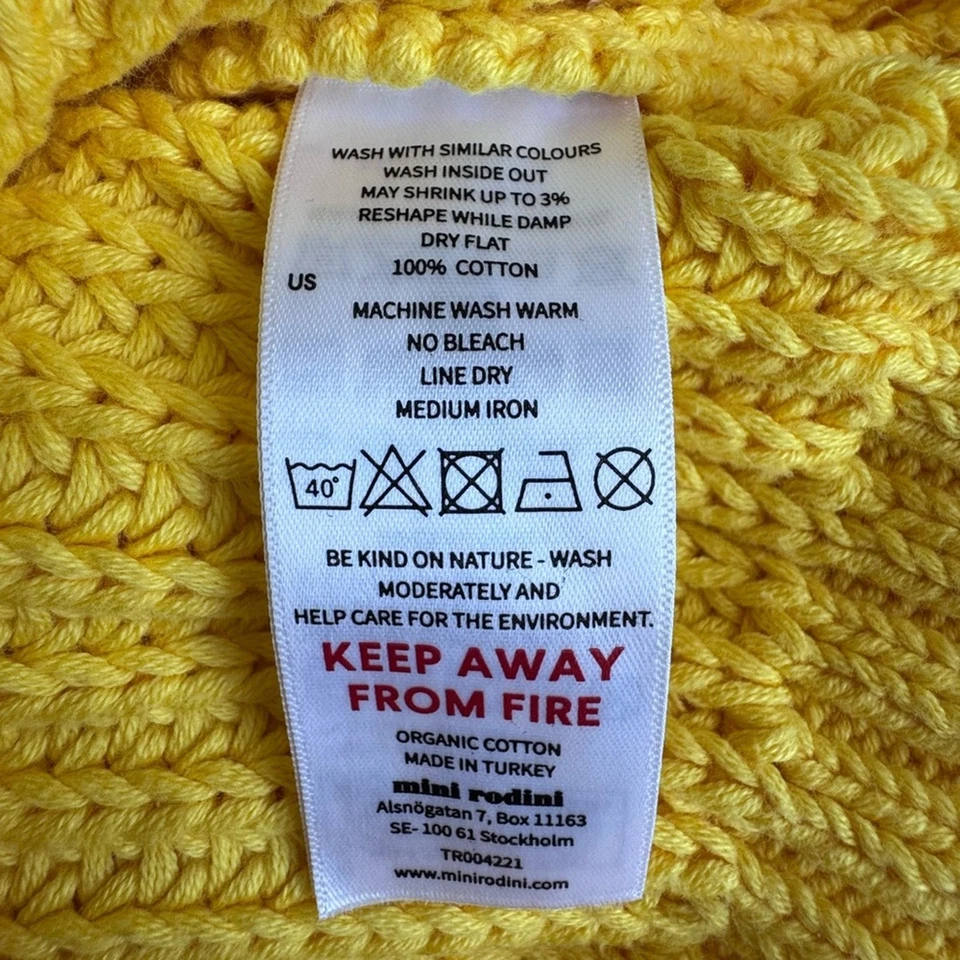 WASH WITH SIMILAR COLOURS
WASH INSIDE OUT
MAY SHRINK UP TO 3%
RESHAPE WHILE DAMP
DRY FLAT
100% COTTON
US
MACHINE WASH WARM
NO BLEACH
LINE DRY
MEDIUM IRON
40°
BE KIND ON NATURE - WASH
MODERATELY AND
HELP CARE FOR THE ENVIRONMENT.
KEEP AWAY
FROM FIRE
ORGANIC COTTON
MADE IN TURKEY
mini rodini
Alsnögatan 7, Box 11163
SE- 100 61 Stockholm
TR004221
www.minirodini.com